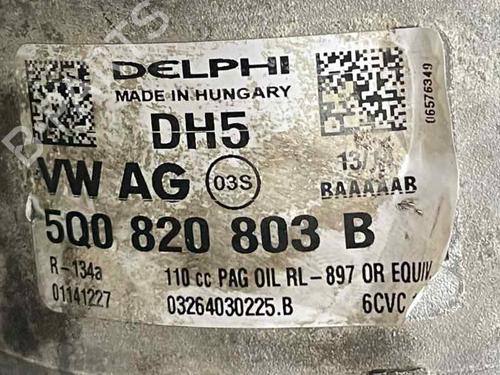 DELPHI
MADE IN HUNGARY
DH5
13/
VW AG 03S
BAAAAAB
5Q0 820 803 B
R-134a 110 cc PAG OIL RL-897 OR EQUIV.
01141227 03264030225.B 6CVC
06576349